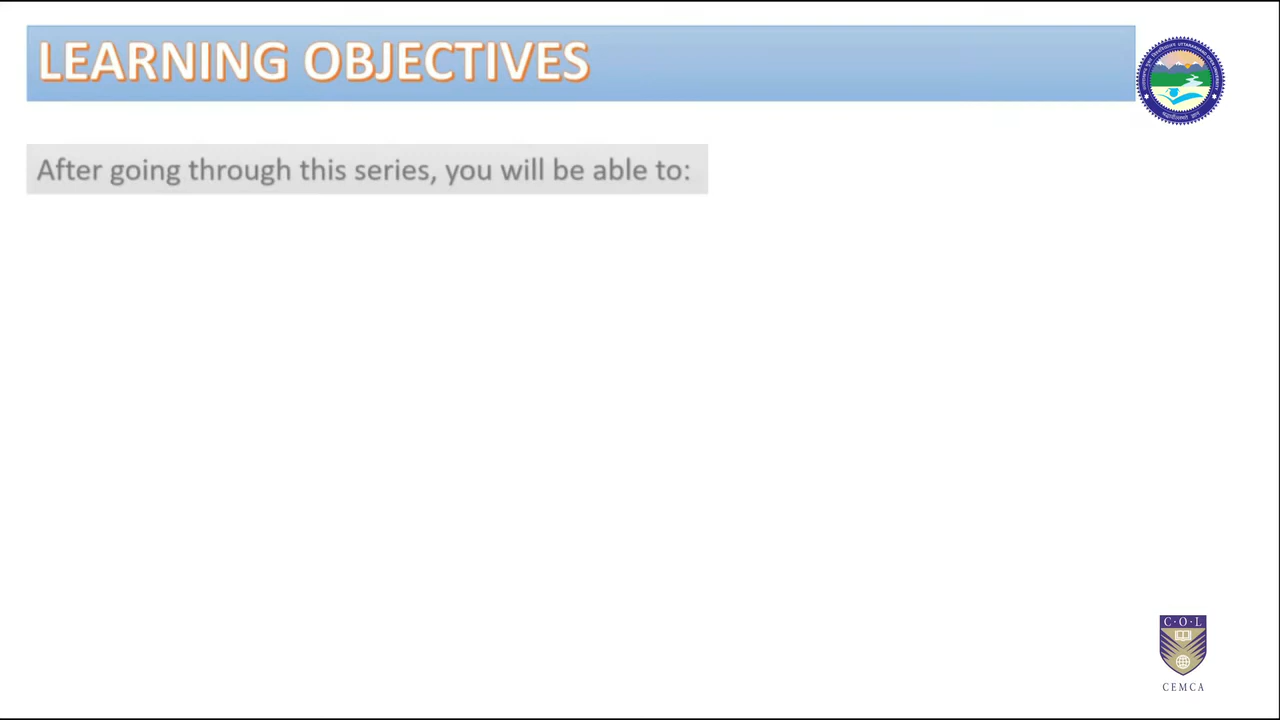 LEARNING OBJECTIVES
After going through this series, you will be able to:
C·O·L
CEMCA